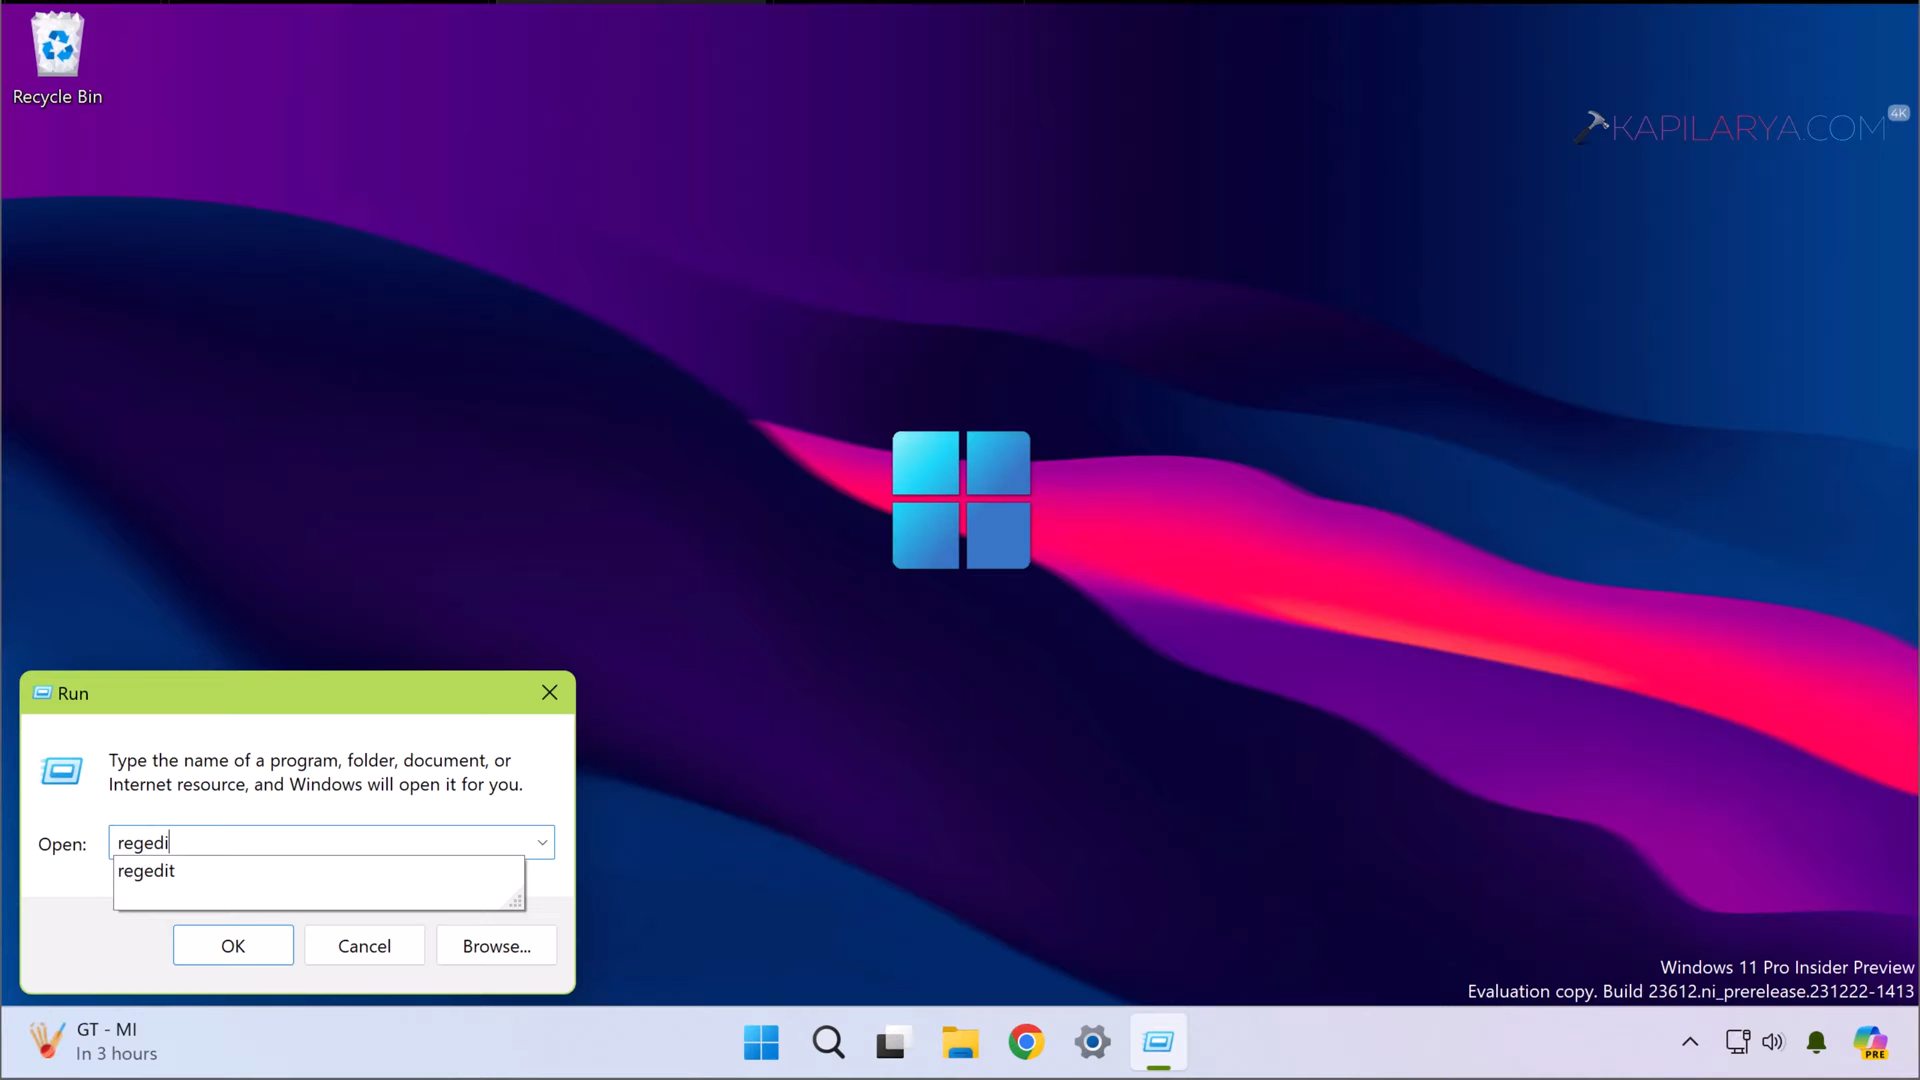 Recycle Bin
KAPILARYA.COM
4K
Run
Type the name of a program, folder, document, or
Internet resource, and Windows will open it for you.
Open:
regedi
regedit
OK
Cancel
Browse...
Windows 11 Pro Insider Preview
Evaluation copy. Build 23612.ni_prerelease.231222-1413
GT - MI
In 3 hours
PRE